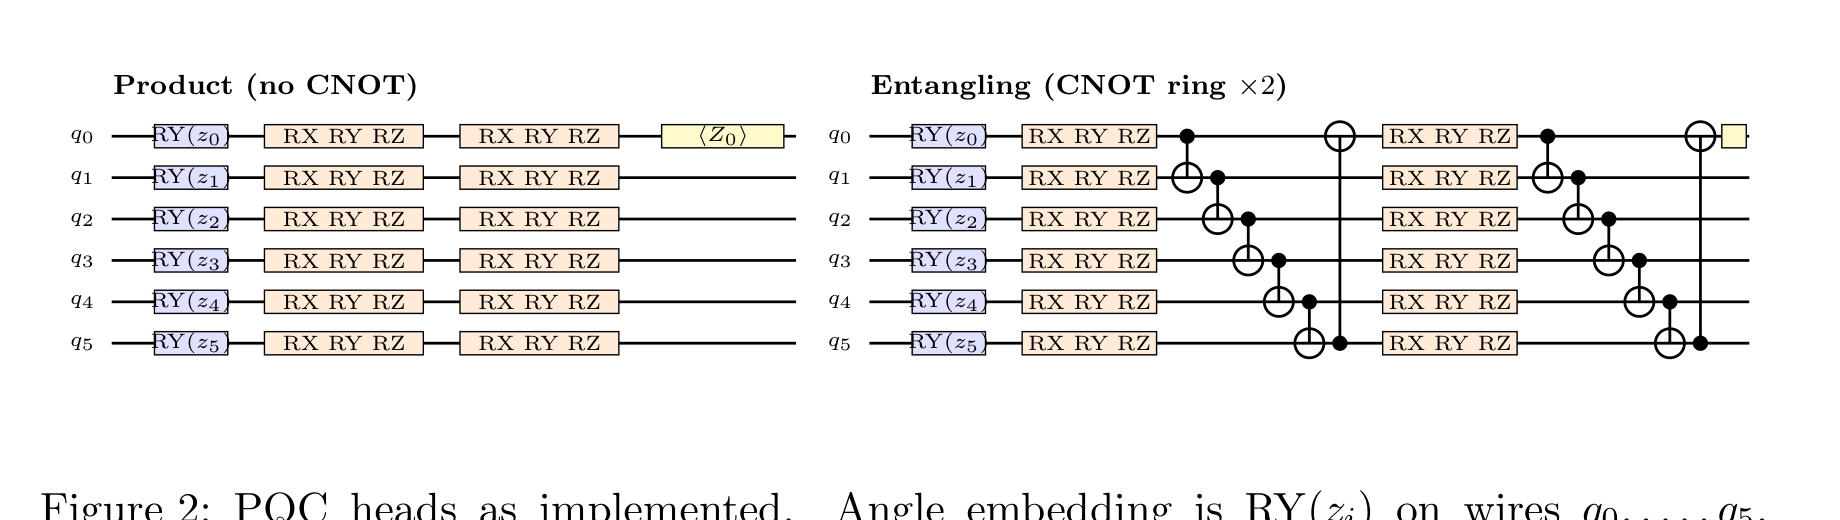 Product (no CNOT) Entangling (CNOT ring ×2)
q0 RY(z0) RX RY RZ RX RY RZ ⟨Z0⟩ q0 RY(z0) RX RY RZ RX RY RZ
q1 RY(z1) RX RY RZ RX RY RZ q1 RY(z1) RX RY RZ RX RY RZ
q2 RY(z2) RX RY RZ RX RY RZ q2 RY(z2) RX RY RZ RX RY RZ
q3 RY(z3) RX RY RZ RX RY RZ q3 RY(z3) RX RY RZ RX RY RZ
q4 RY(z4) RX RY RZ RX RY RZ q4 RY(z4) RX RY RZ RX RY RZ
q5 RY(z5) RX RY RZ RX RY RZ q5 RY(z5) RX RY RZ RX RY RZ
Figure 2: PQC heads as implemented. Angle embedding is RY(zi) on wires q0, . . . , q5.